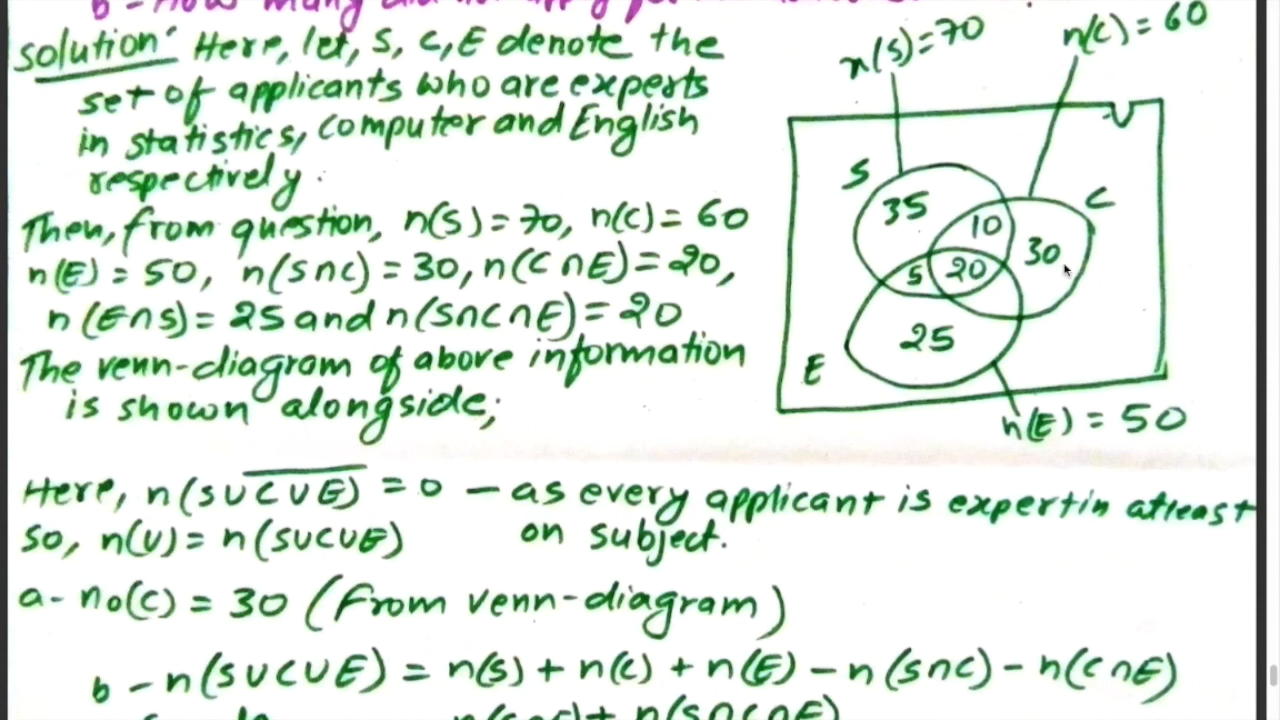 solution: Here, let, S, C, E denote the
set of applicants who are experts
in statistics, computer and English
respectively.
Then, from question, n(S) = 70, n(C) = 60
n(E) = 50, n(S∩C) = 30, n(C∩E) = 20,
n(E∩S) = 25 and n(S∩C∩E) = 20
The venn-diagram of above information
is shown alongside;
n(S)=70
n(C) = 60
U
S
C
35
10
30
5
20
25
E
n(E) = 50
Here, n(S∪C̅∪̅E̅) = 0 – as every applicant is expert in atleast
so, n(U) = n(S∪C∪E) on subject.
a- n₀(C) = 30 (From venn-diagram)
b - n(S∪C∪E) = n(S) + n(C) + n(E) – n(S∩C) – n(C∩E)